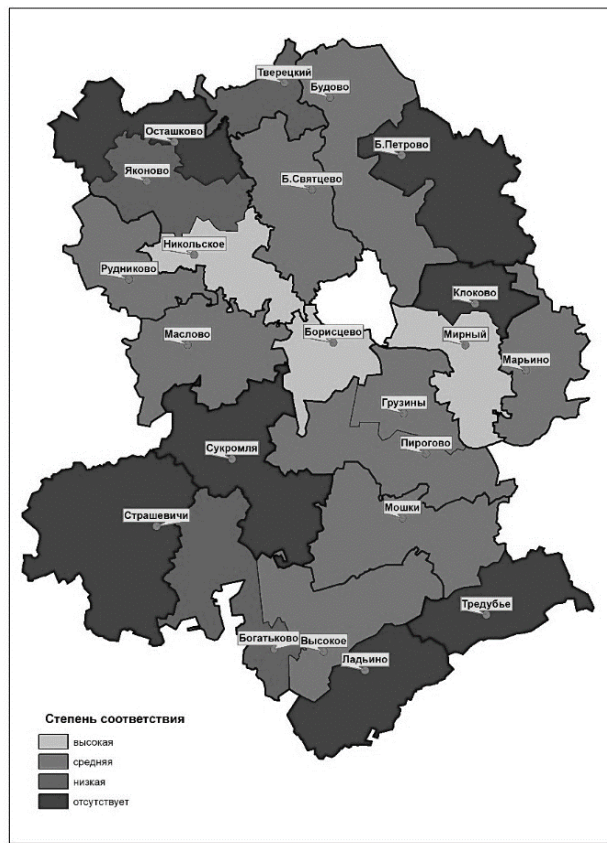 Тверецкий
Будово
Осташково
Б.Петрово
Яконово
Б.Святцево
Никольское
Рудниково
Клоково
Маслово
Борисцево
Мирный
Марьино
Грузины
Сукромля
Пирогово
Страшевичи
Мошки
Тредубье
Богатьково
Высокое
Ладьино
Степень соответствия
высокая
средняя
низкая
отсутствует